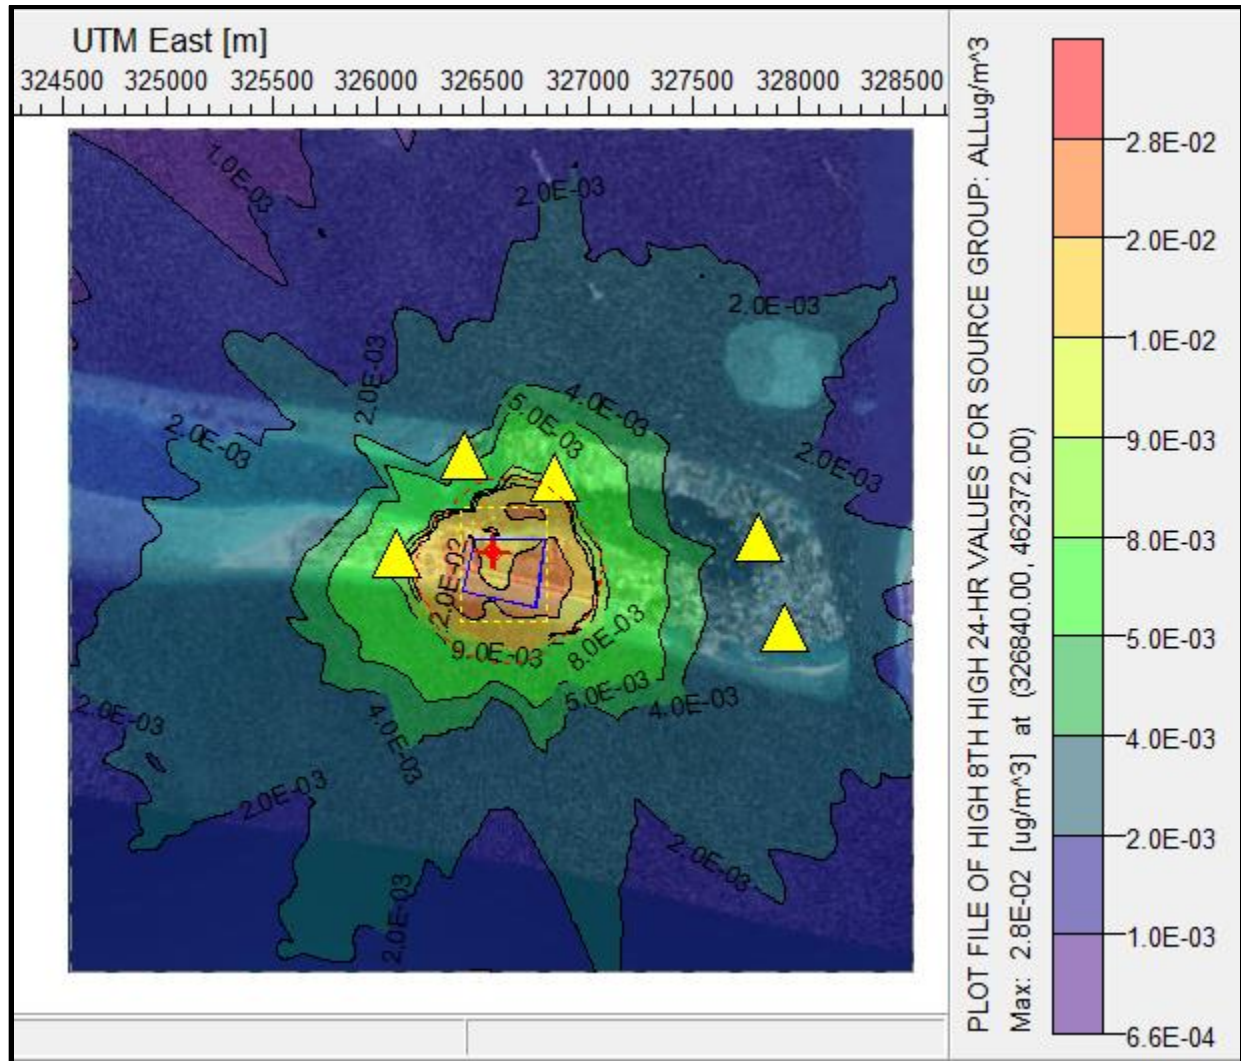 UTM East [m]
324500 325000 325500 326000 326500 327000 327500 328000 328500
1.0E-03
2.0E-03
2.0E-03
2.0E-03
4.0E-03
5.0E-03
2.0E-03
2.0E-03
2.0E-02
9.0E-03
8.0E-03
5.0E-03
4.0E-03
4.0E-03
2.0E-03
2.0E-03
2.0E-03
2.0E-03
PLOT FILE OF HIGH 8TH HIGH 24-HR VALUES FOR SOURCE GROUP: ALLug/m^3
Max: 2.8E-02 [ug/m^3] at (326840.00, 462372.00)
2.8E-02
2.0E-02
1.0E-02
9.0E-03
8.0E-03
5.0E-03
4.0E-03
2.0E-03
1.0E-03
6.6E-04